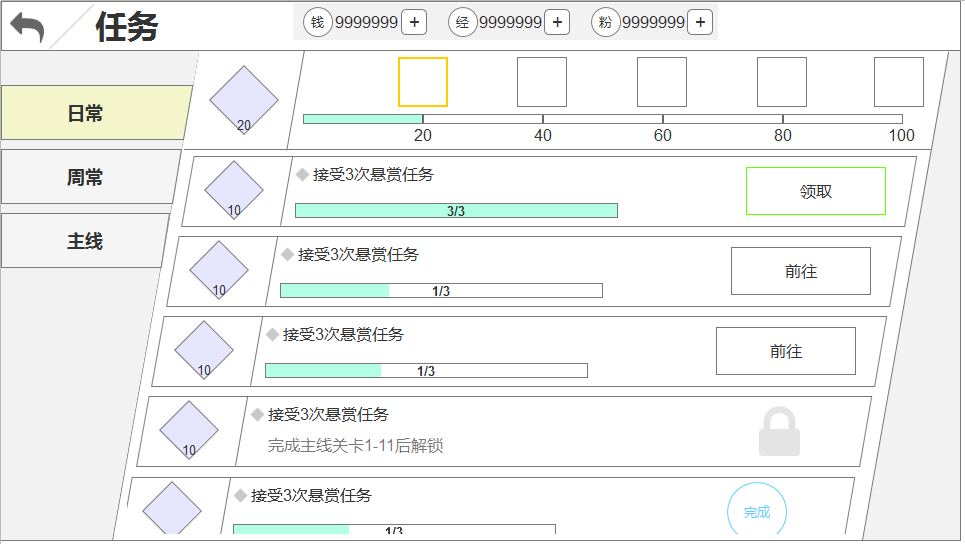 任务
钱 9999999 + 经 9999999 + 粉 9999999 +
日常
周常
主线
20
20 40 60 80 100
10
接受3次悬赏任务
3/3
领取
10
接受3次悬赏任务
1/3
前往
10
接受3次悬赏任务
1/3
前往
10
接受3次悬赏任务
完成主线关卡1-11后解锁
接受3次悬赏任务
1/3
完成